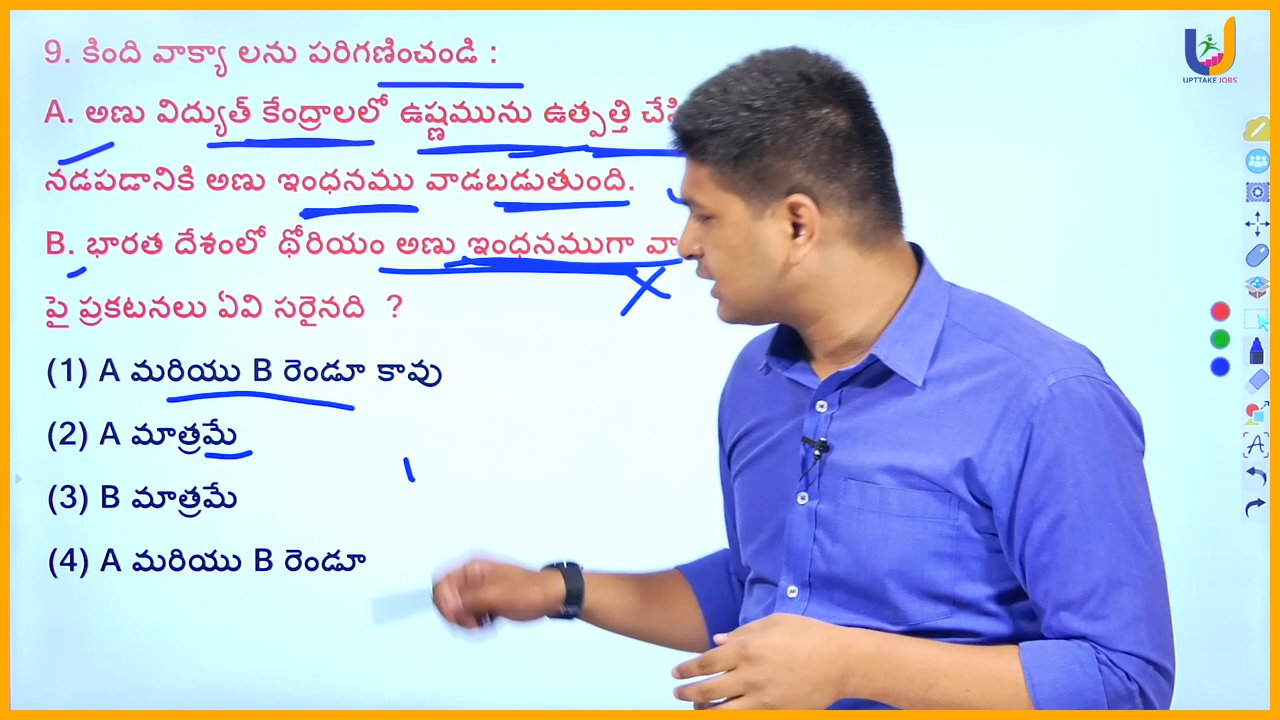 9. కింది వాక్యా లను పరిగణించండి :
UPTTAKE JOBS
A. అణు విద్యుత్ కేంద్రాలలో ఉష్ణమును ఉత్పత్తి
నడపడానికి అణు ఇంధనము వాడబడుతుంది.
B. భారత దేశంలో థోరియం అణు ఇంధనముగా
పై ప్రకటనలు ఏవి సరైనది ?
(1) A మరియు B రెండూ కావు
(2) A మాత్రమే
(3) B మాత్రమే
(4) A మరియు B రెండూ